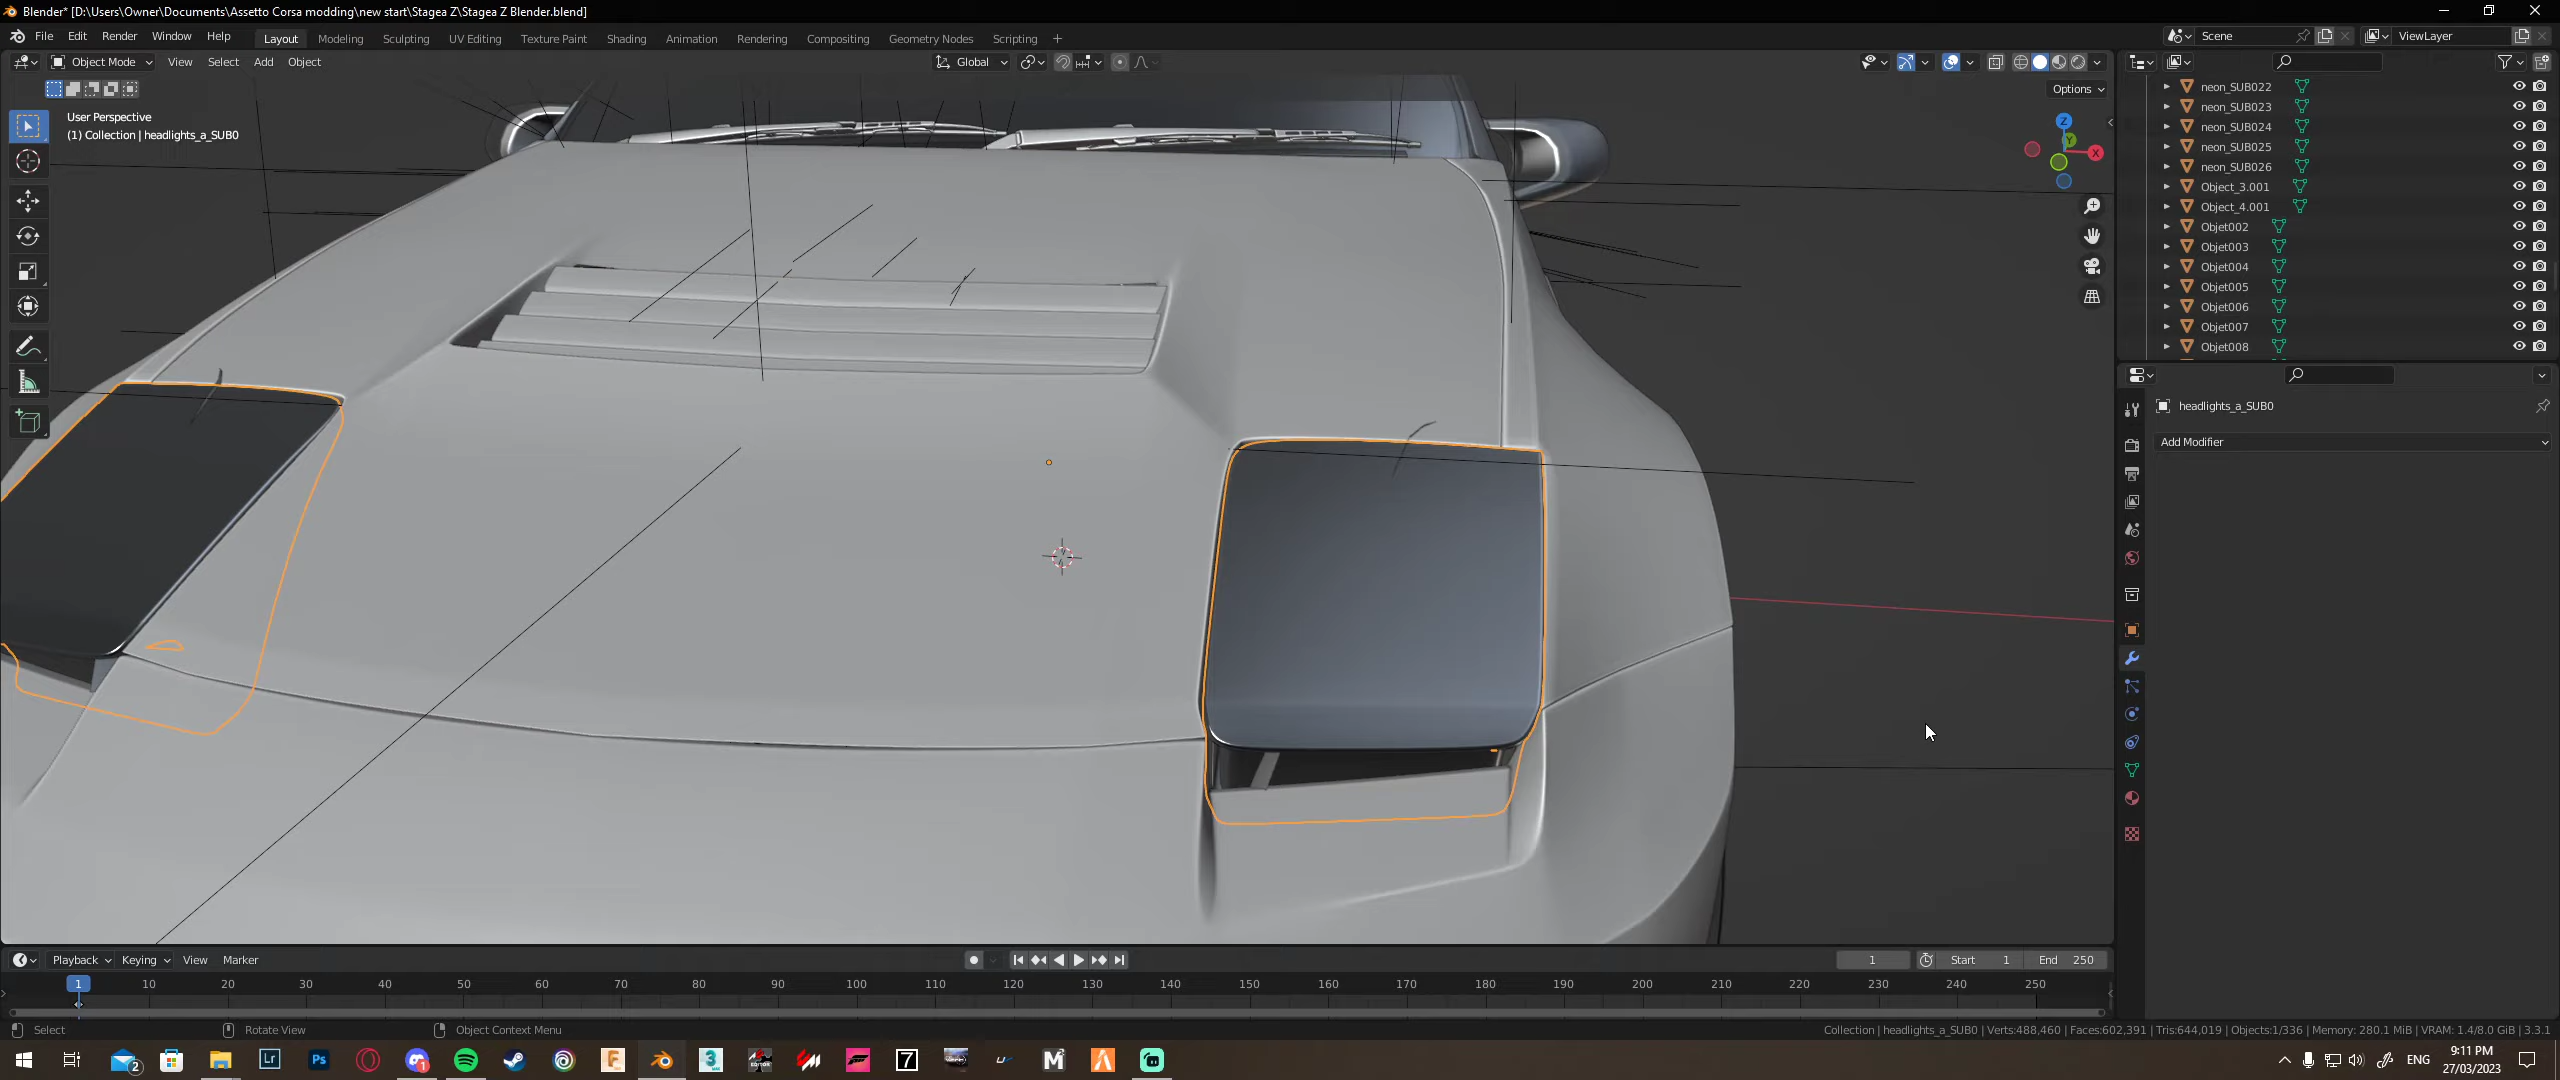 Blender* [D:\Users\Owner\Documents\Assetto Corsa modding\new start\Stagea Z\Stagea Z Blender.blend]
File Edit Render Window Help Layout Modeling Sculpting UV Editing Texture Paint Shading Animation Rendering Compositing Geometry Nodes Scripting + Scene ViewLayer
Object Mode View Select Add Object Global
Options
User Perspective
(1) Collection | headlights_a_SUB0
Z
Y
X
neon_SUB022
neon_SUB023
neon_SUB024
neon_SUB025
neon_SUB026
Object_3.001
Object_4.001
Objet002
Objet003
Objet004
Objet005
Objet006
Objet007
Objet008
headlights_a_SUB0
Add Modifier
Playback Keying View Marker 1 Start 1 End 250
1 10 20 30 40 50 60 70 80 90 100 110 120 130 140 150 160 170 180 190 200 210 220 230 240 250
Select Rotate View Object Context Menu Collection | headlights_a_SUB0 | Verts:488,460 | Faces:602,391 | Tris:644,019 | Objects:1/336 | Memory: 280.1 MiB | VRAM: 1.4/8.0 GiB | 3.3.1
2 Lr Ps 1 F 3 EDITOR 7 M ENG 9:11 PM
27/03/2023